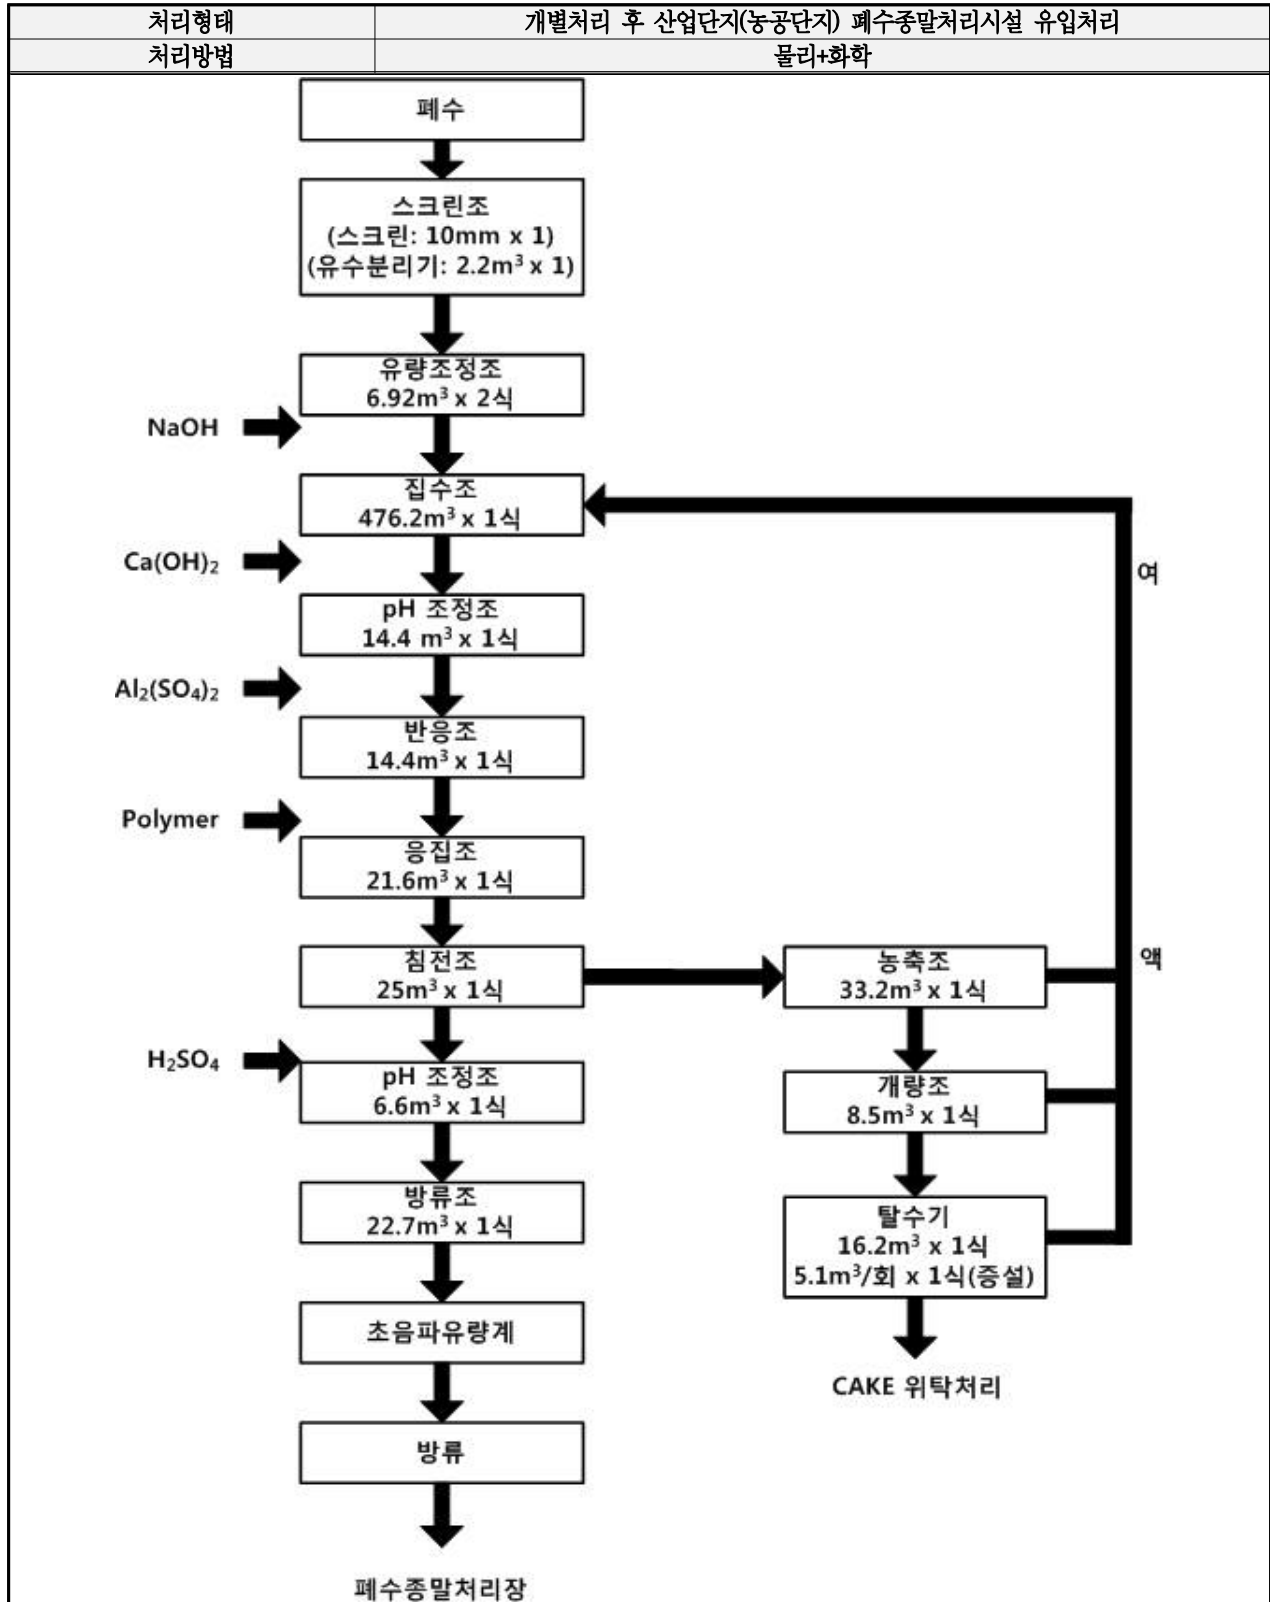 처리형태 개별처리 후 산업단지(농공단지) 폐수종말처리시설 유입처리
처리방법 물리+화학
폐수
스크린조
(스크린: 10mm x 1)
(유수분리기: 2.2m³ x 1)
유량조정조
6.92m³ x 2식
NaOH
집수조
476.2m³ x 1식
Ca(OH)₂
pH 조정조
14.4 m³ x 1식
Al₂(SO₄)₂
반응조
14.4m³ x 1식
Polymer
응집조
21.6m³ x 1식
침전조
25m³ x 1식
H₂SO₄
pH 조정조
6.6m³ x 1식
방류조
22.7m³ x 1식
초음파유량계
방류
폐수종말처리장
농축조
33.2m³ x 1식
개량조
8.5m³ x 1식
탈수기
16.2m³ x 1식
5.1m³/회 x 1식(증설)
CAKE 위탁처리
여
액